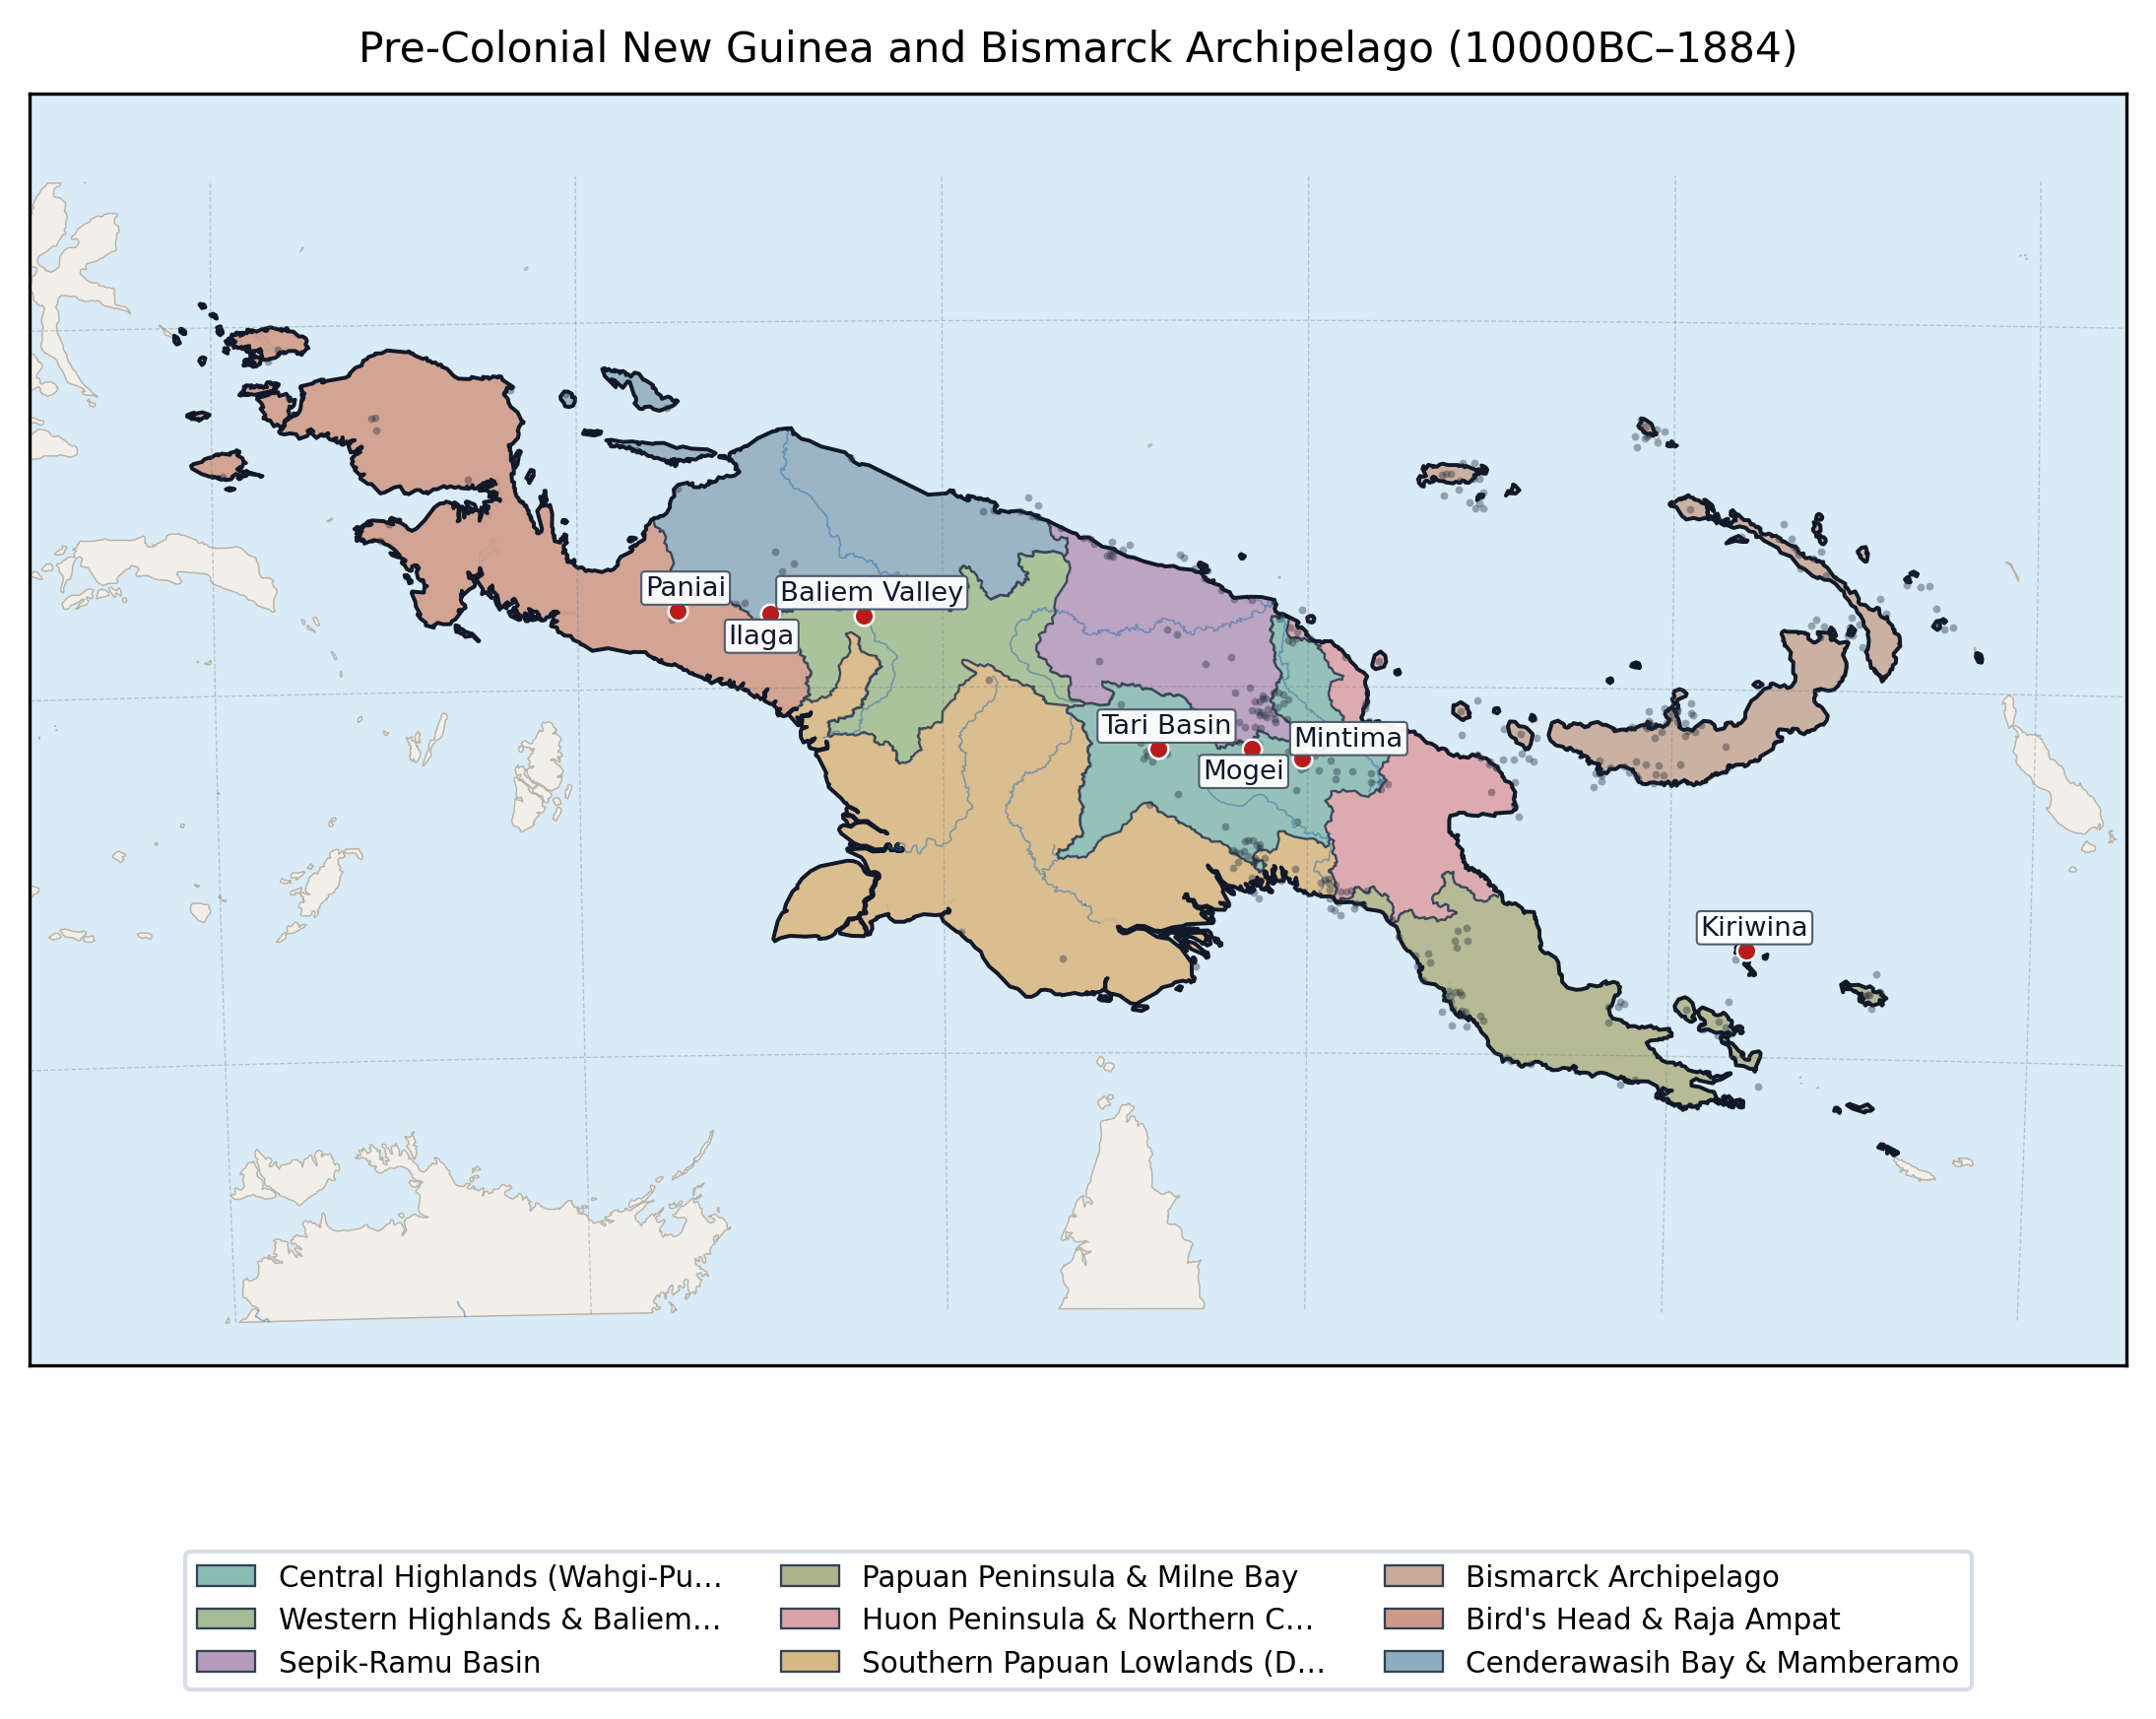 Pre-Colonial New Guinea and Bismarck Archipelago (10000BC–1884)
Paniai
Baliem Valley
Ilaga
Tari Basin
Mintima
Mogei
Kiriwina
Central Highlands (Wahgi-Pu...
Western Highlands & Baliem...
Sepik-Ramu Basin
Papuan Peninsula & Milne Bay
Huon Peninsula & Northern C...
Southern Papuan Lowlands (D...
Bismarck Archipelago
Bird's Head & Raja Ampat
Cenderawasih Bay & Mamberamo